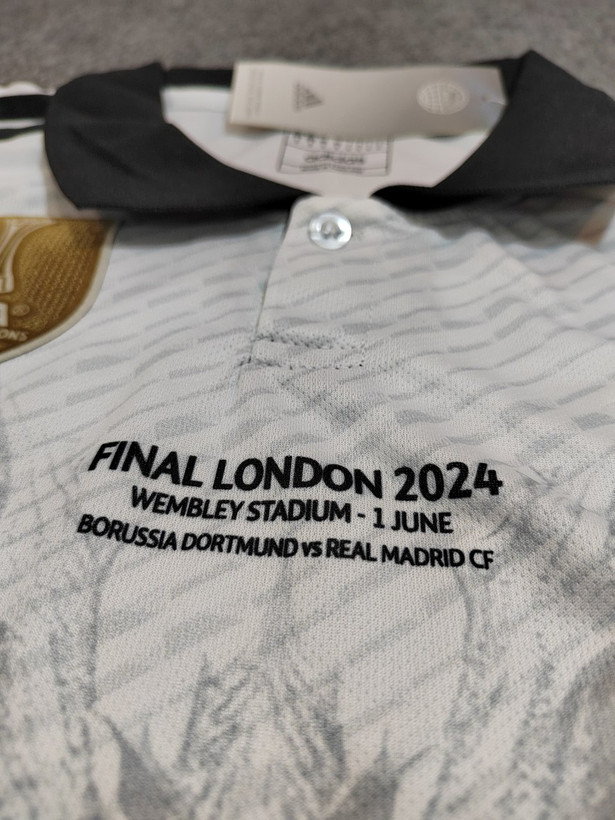 FINAL LONDON 2024
WEMBLEY STADIUM - 1 JUNE
BORUSSIA DORTMUND vs REAL MADRID CF